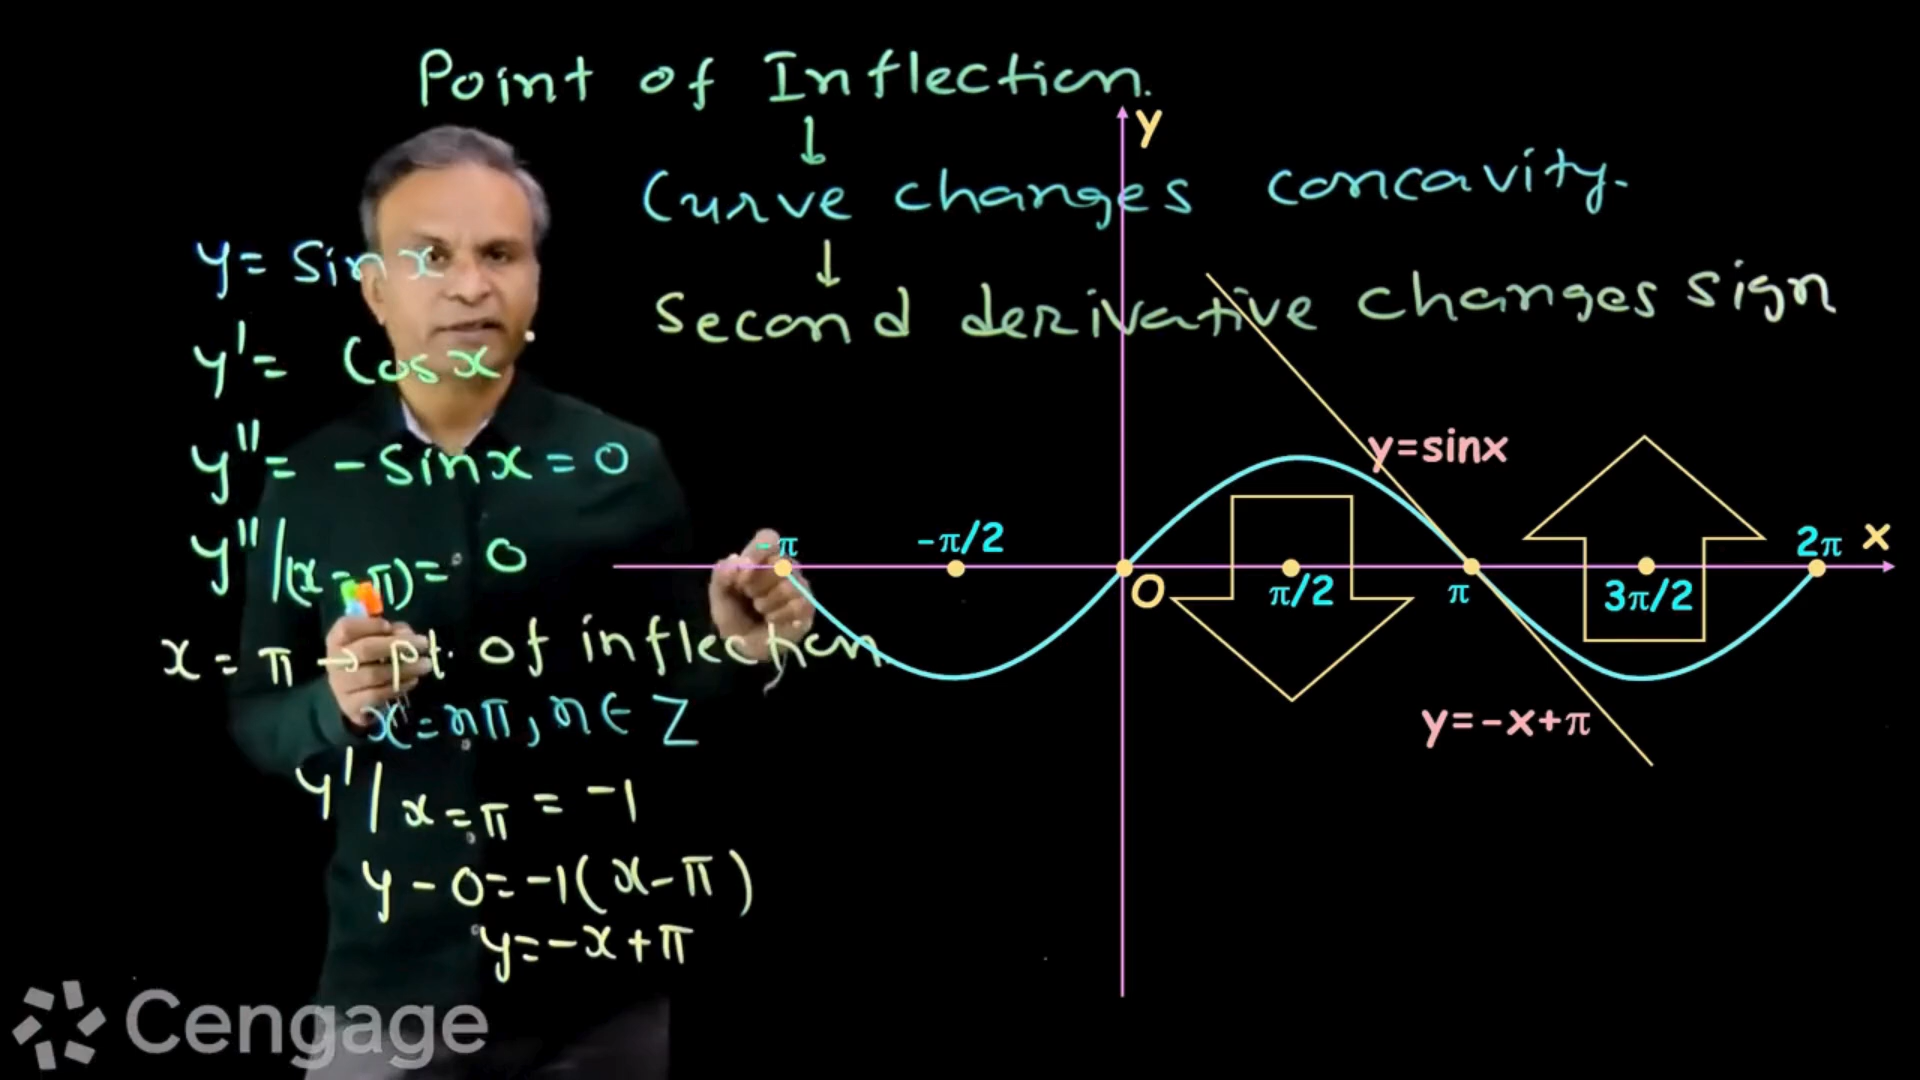 Point of Inflection.
↓
Curve changes concavity.
↓
Second derivative changes sign
y = sin x
y' = cos x
y'' = - sin x = 0
y''/(x = π) = 0
x = π → pt. of inflection.
x = nπ, n ∈ Z
y'/x = π = -1
y - 0 = -1(x - π)
y = -x + π
y
y=sinx
-π
-π/2
O
π/2
π
3π/2
2π
x
y=-x+π
Cengage